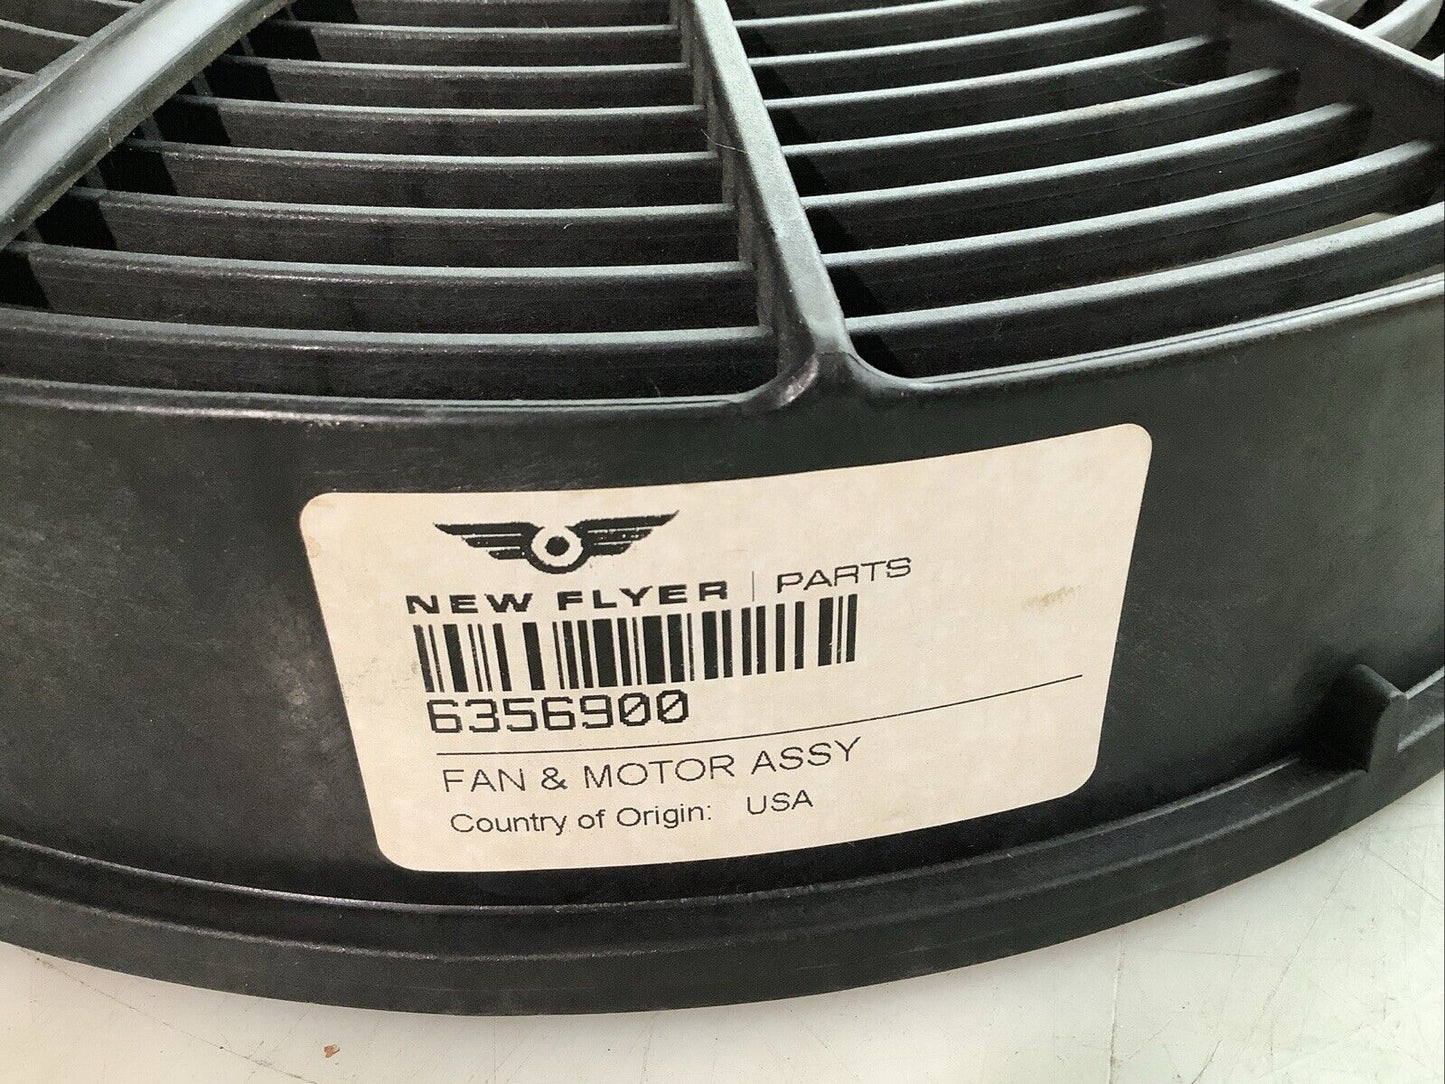 NEW FLYER | PARTS
6356900
FAN & MOTOR ASSY
Country of Origin: USA